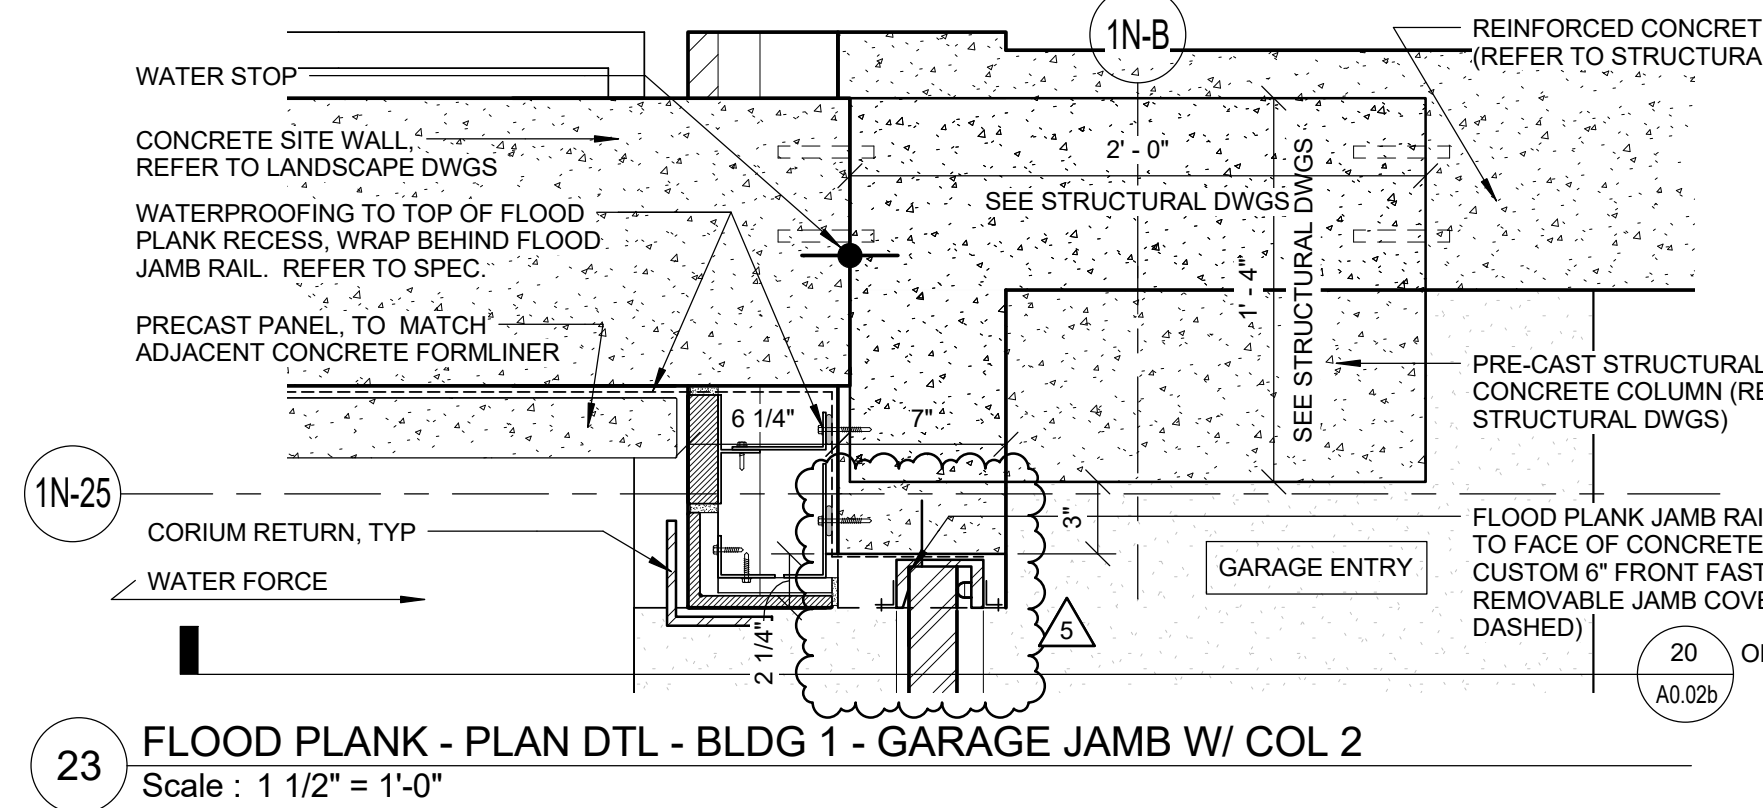 1N-B
REINFORCED CONCRET
(REFER TO STRUCTURA
WATER STOP
CONCRETE SITE WALL,
REFER TO LANDSCAPE DWGS
2' - 0"
SEE STRUCTURAL DWGS
1' - 4"
SEE STRUCTURAL DWGS
WATERPROOFING TO TOP OF FLOOD
PLANK RECESS, WRAP BEHIND FLOOD
JAMB RAIL. REFER TO SPEC.
PRECAST PANEL, TO MATCH
ADJACENT CONCRETE FORMLINER
PRE-CAST STRUCTURAL
CONCRETE COLUMN (RE
STRUCTURAL DWGS)
6 1/4"
7"
1N-25
3"
CORIUM RETURN, TYP
WATER FORCE
GARAGE ENTRY
FLOOD PLANK JAMB RAI
TO FACE OF CONCRETE
CUSTOM 6" FRONT FAST
REMOVABLE JAMB COVE
DASHED)
5
2 1/4"
20
A0.02b
23
FLOOD PLANK - PLAN DTL - BLDG 1 - GARAGE JAMB W/ COL 2
Scale : 1 1/2" = 1'-0"